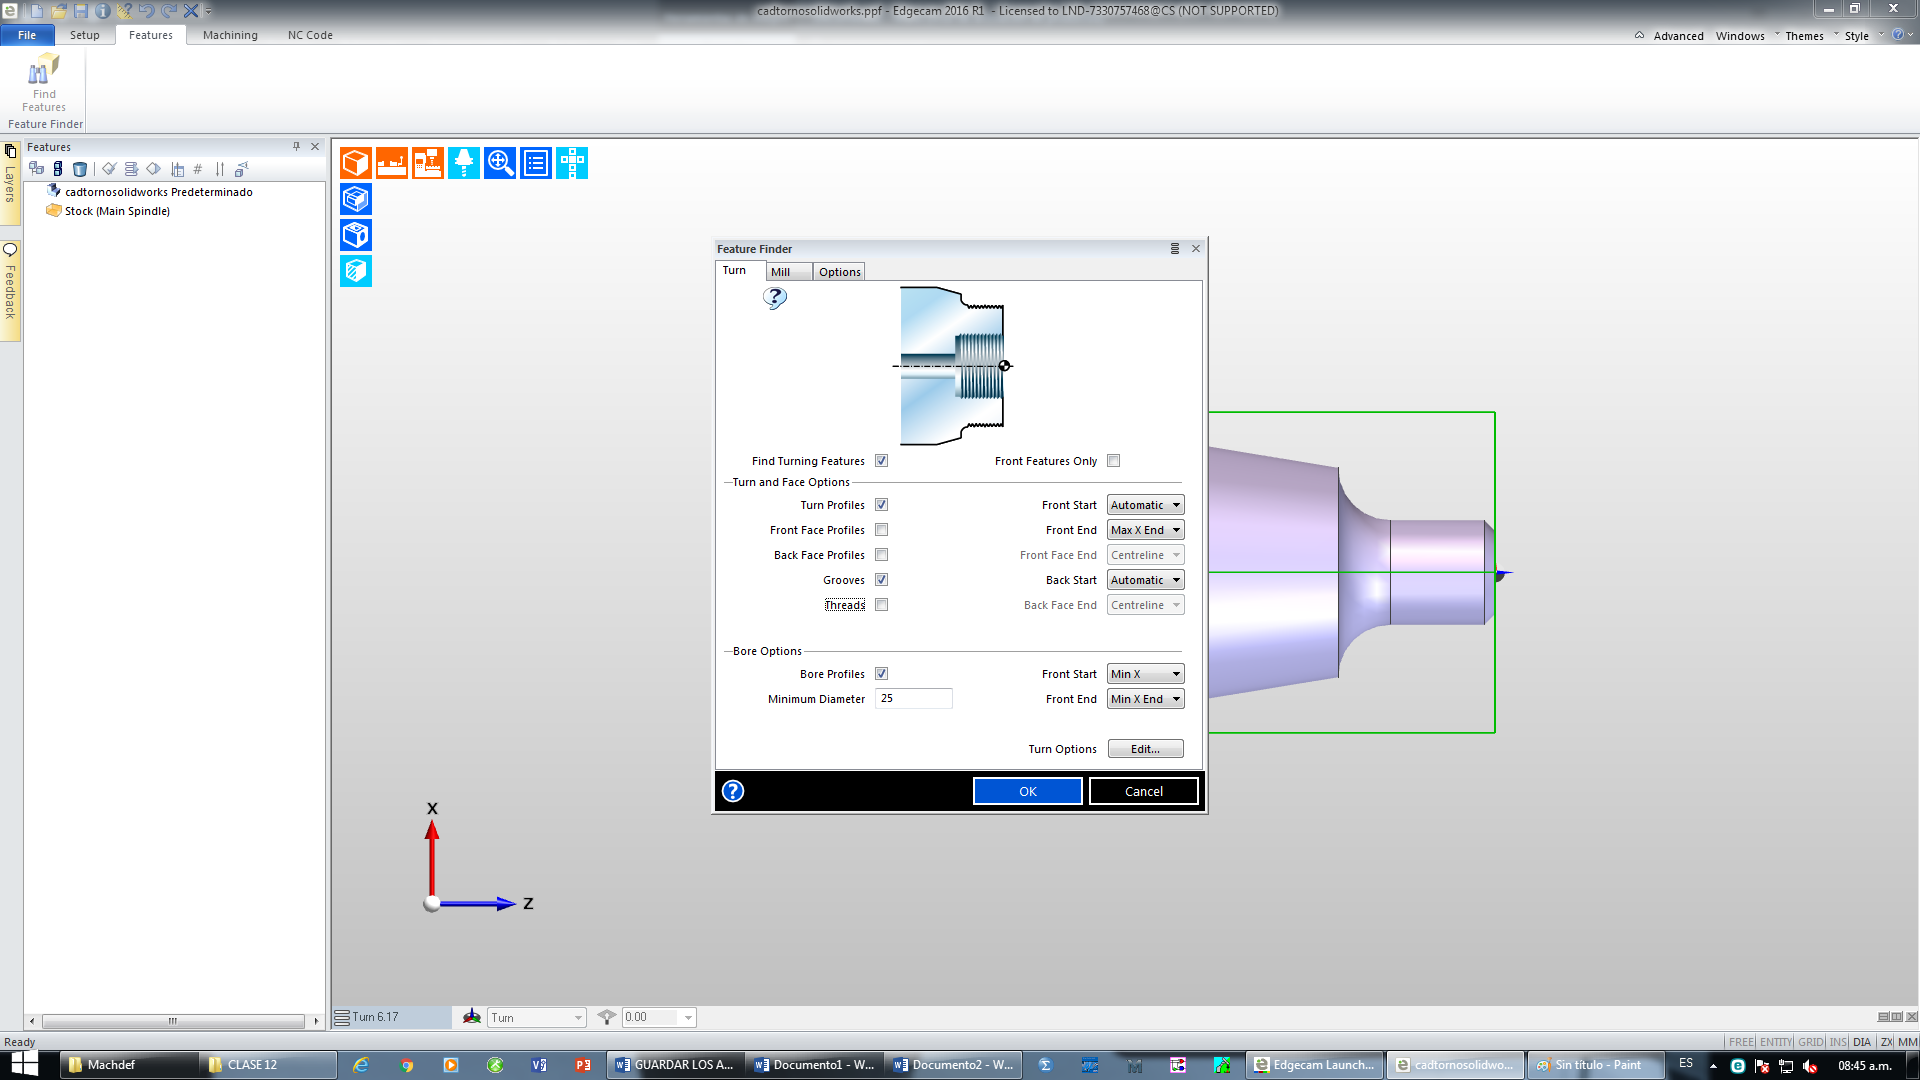 cadtornosolidworks.ppf - Edgecam 2016 R1 - Licensed to LND-7330757468@CS (NOT SUPPORTED)
File Setup Features Machining NC Code
Advanced Windows Themes Style
Find
Features
Feature Finder
Features
Layers
Feedback
cadtornosolidworks Predeterminado
Stock (Main Spindle)
Feature Finder
Turn Mill Options
Find Turning Features Front Features Only
Turn and Face Options
Turn Profiles Front Start Automatic
Front Face Profiles Front End Max X End
Back Face Profiles Front Face End Centreline
Grooves Back Start Automatic
Threads Back Face End Centreline
Bore Options
Bore Profiles Front Start Min X
Minimum Diameter 25 Front End Min X End
Turn Options Edit...
OK Cancel
X
Z
Turn 6.17 Turn 0.00
Ready
FREE ENTITY GRID INS DIA ZX MM
Machdef CLASE 12 GUARDAR LOS A... Documento1 - W... Documento2 - W... Edgecam Launch... cadtornosolidwo... Sin título - Paint ES 08:45 a.m.